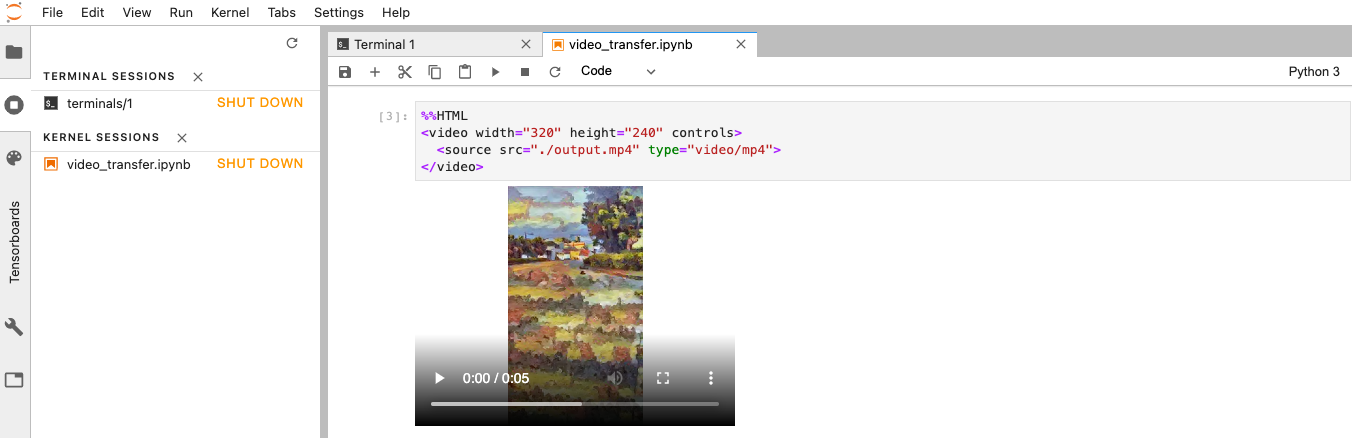 File Edit View Run Kernel Tabs Settings Help
TERMINAL SESSIONS
terminals/1 SHUT DOWN
KERNEL SESSIONS
video_transfer.ipynb SHUT DOWN
Tensorboards
Terminal 1
video_transfer.ipynb
Code
Python 3
[3]:
%%HTML
<video width="320" height="240" controls>
  <source src="./output.mp4" type="video/mp4">
</video>
0:00 / 0:05